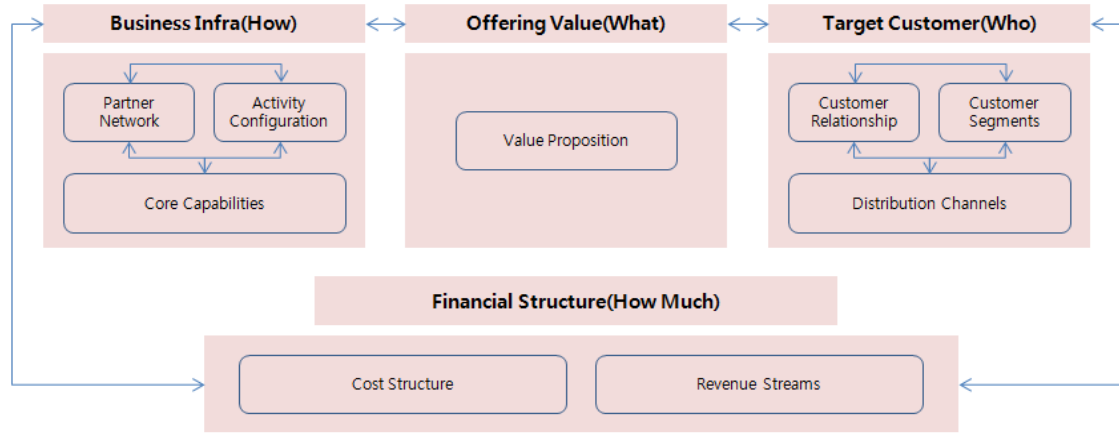 Business Infra(How)
Offering Value(What)
Target Customer(Who)
Partner
Network
Activity
Configuration
Core Capabilities
Value Proposition
Customer
Relationship
Customer
Segments
Distribution Channels
Financial Structure(How Much)
Cost Structure
Revenue Streams